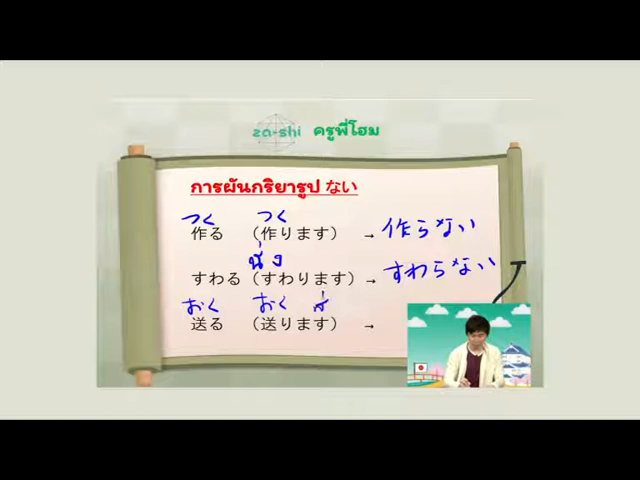 za-shi ครูพี่โฮม
การผันกริยารูป ない
つく つく
作る (作ります) → 作らない
นั่ง
すわる (すわります) → すわらない
おく おく ส่
送る (送ります) →